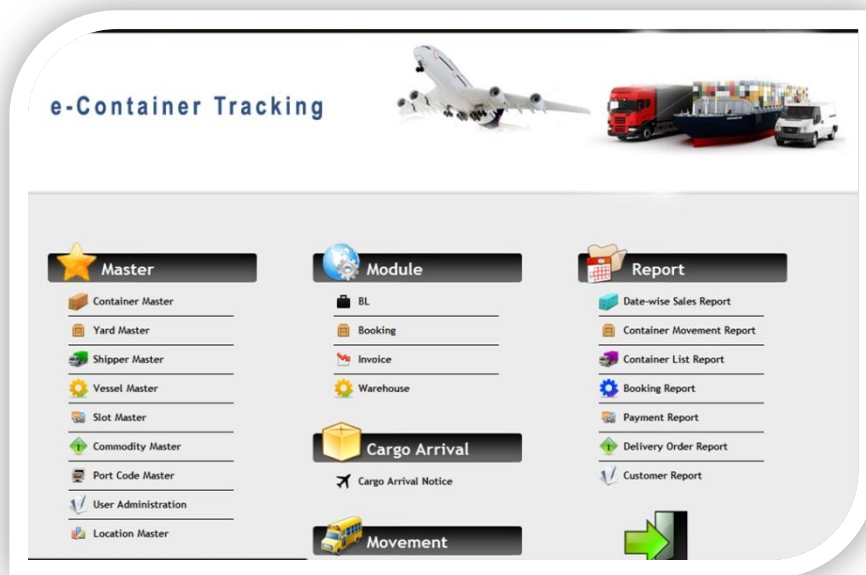 e-Container Tracking
Master
Container Master
Yard Master
Shipper Master
Vessel Master
Slot Master
Commodity Master
Port Code Master
User Administration
Location Master
Module
BL
Booking
Invoice
Warehouse
Cargo Arrival
Cargo Arrival Notice
Movement
Report
Date-wise Sales Report
Container Movement Report
Container List Report
Booking Report
Payment Report
Delivery Order Report
Customer Report